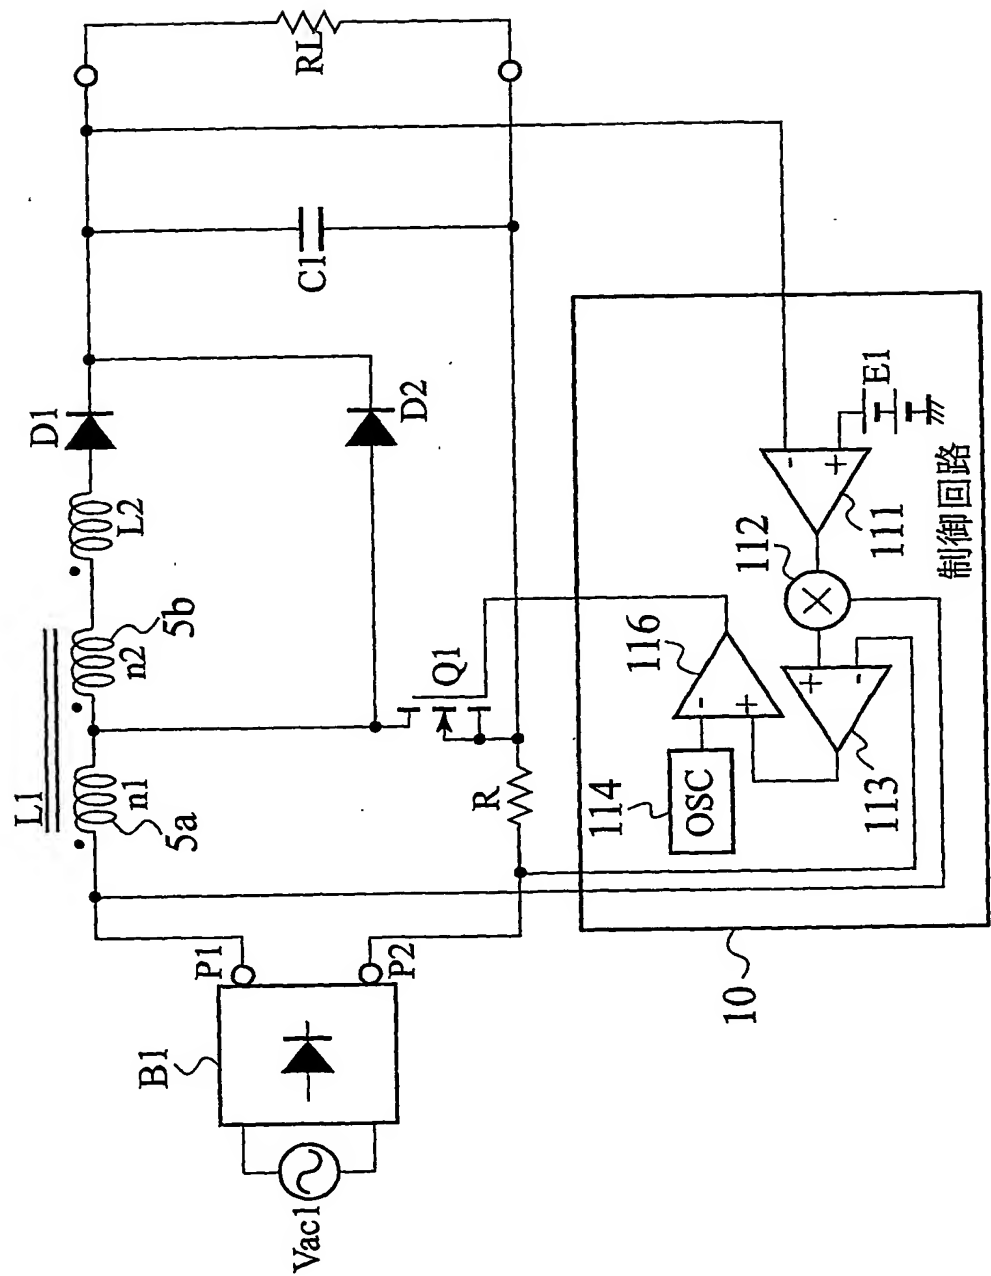 L1
5a
n1
n2
5b
L2
D1
D2
Q1
R
C1
RL
Vac1
B1
P1
P2
10
114
OSC
116
-
+
113
+
-
112
111
-
+
E1
制御回路